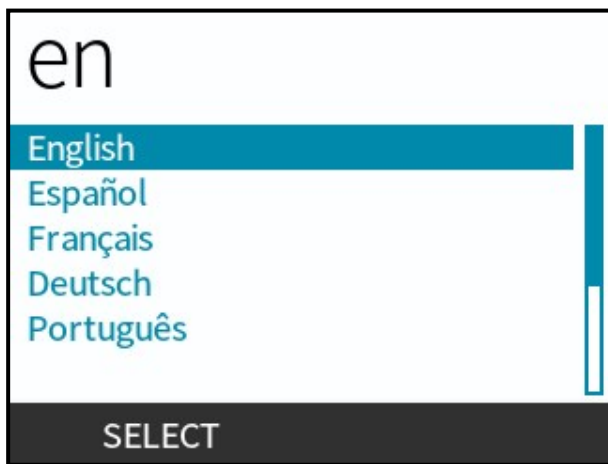 en
English
Español
Français
Deutsch
Português
SELECT